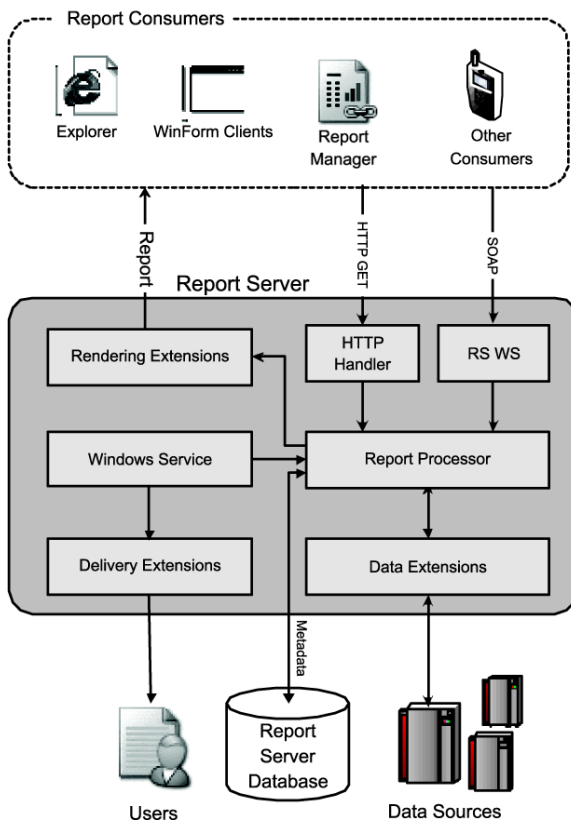 Report Consumers
Explorer
WinForm Clients
Report
Manager
Other
Consumers
Report
HTTP GET
SOAP
Report Server
Rendering Extensions
HTTP
Handler
RS WS
Windows Service
Report Processor
Delivery Extensions
Data Extensions
Metadata
Report
Server
Database
Users
Data Sources